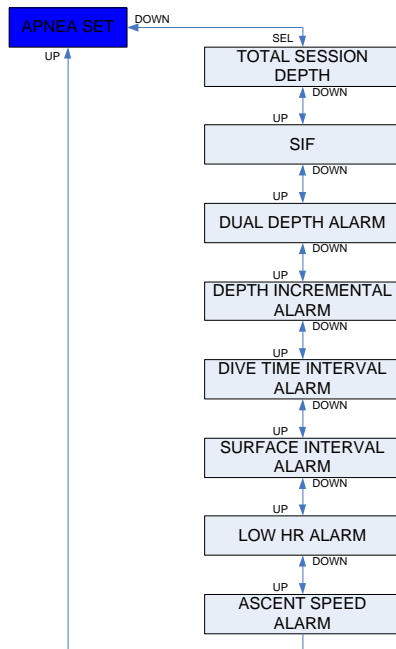 APNEA SET
DOWN
UP
SEL
TOTAL SESSION
DEPTH
DOWN
UP
SIF
DOWN
UP
DUAL DEPTH ALARM
DOWN
UP
DEPTH INCREMENTAL
ALARM
DOWN
UP
DIVE TIME INTERVAL
ALARM
DOWN
UP
SURFACE INTERVAL
ALARM
DOWN
UP
LOW HR ALARM
DOWN
UP
ASCENT SPEED
ALARM